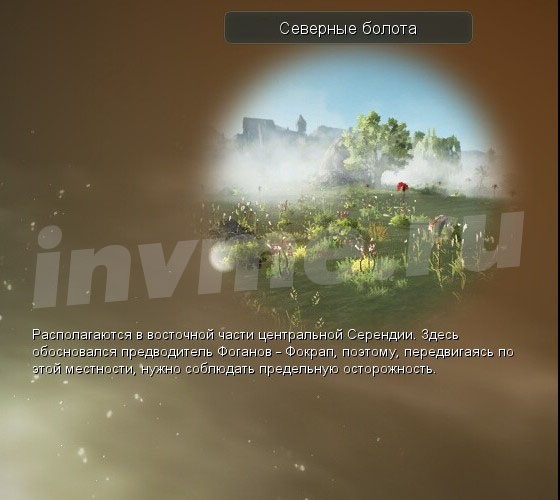 Северные болота
invme.ru
Располагаются в восточной части центральной Серендии. Здесь
обосновался предводитель Фоганов – Фокрап, поэтому, передвигаясь по
этой местности, нужно соблюдать предельную осторожность.